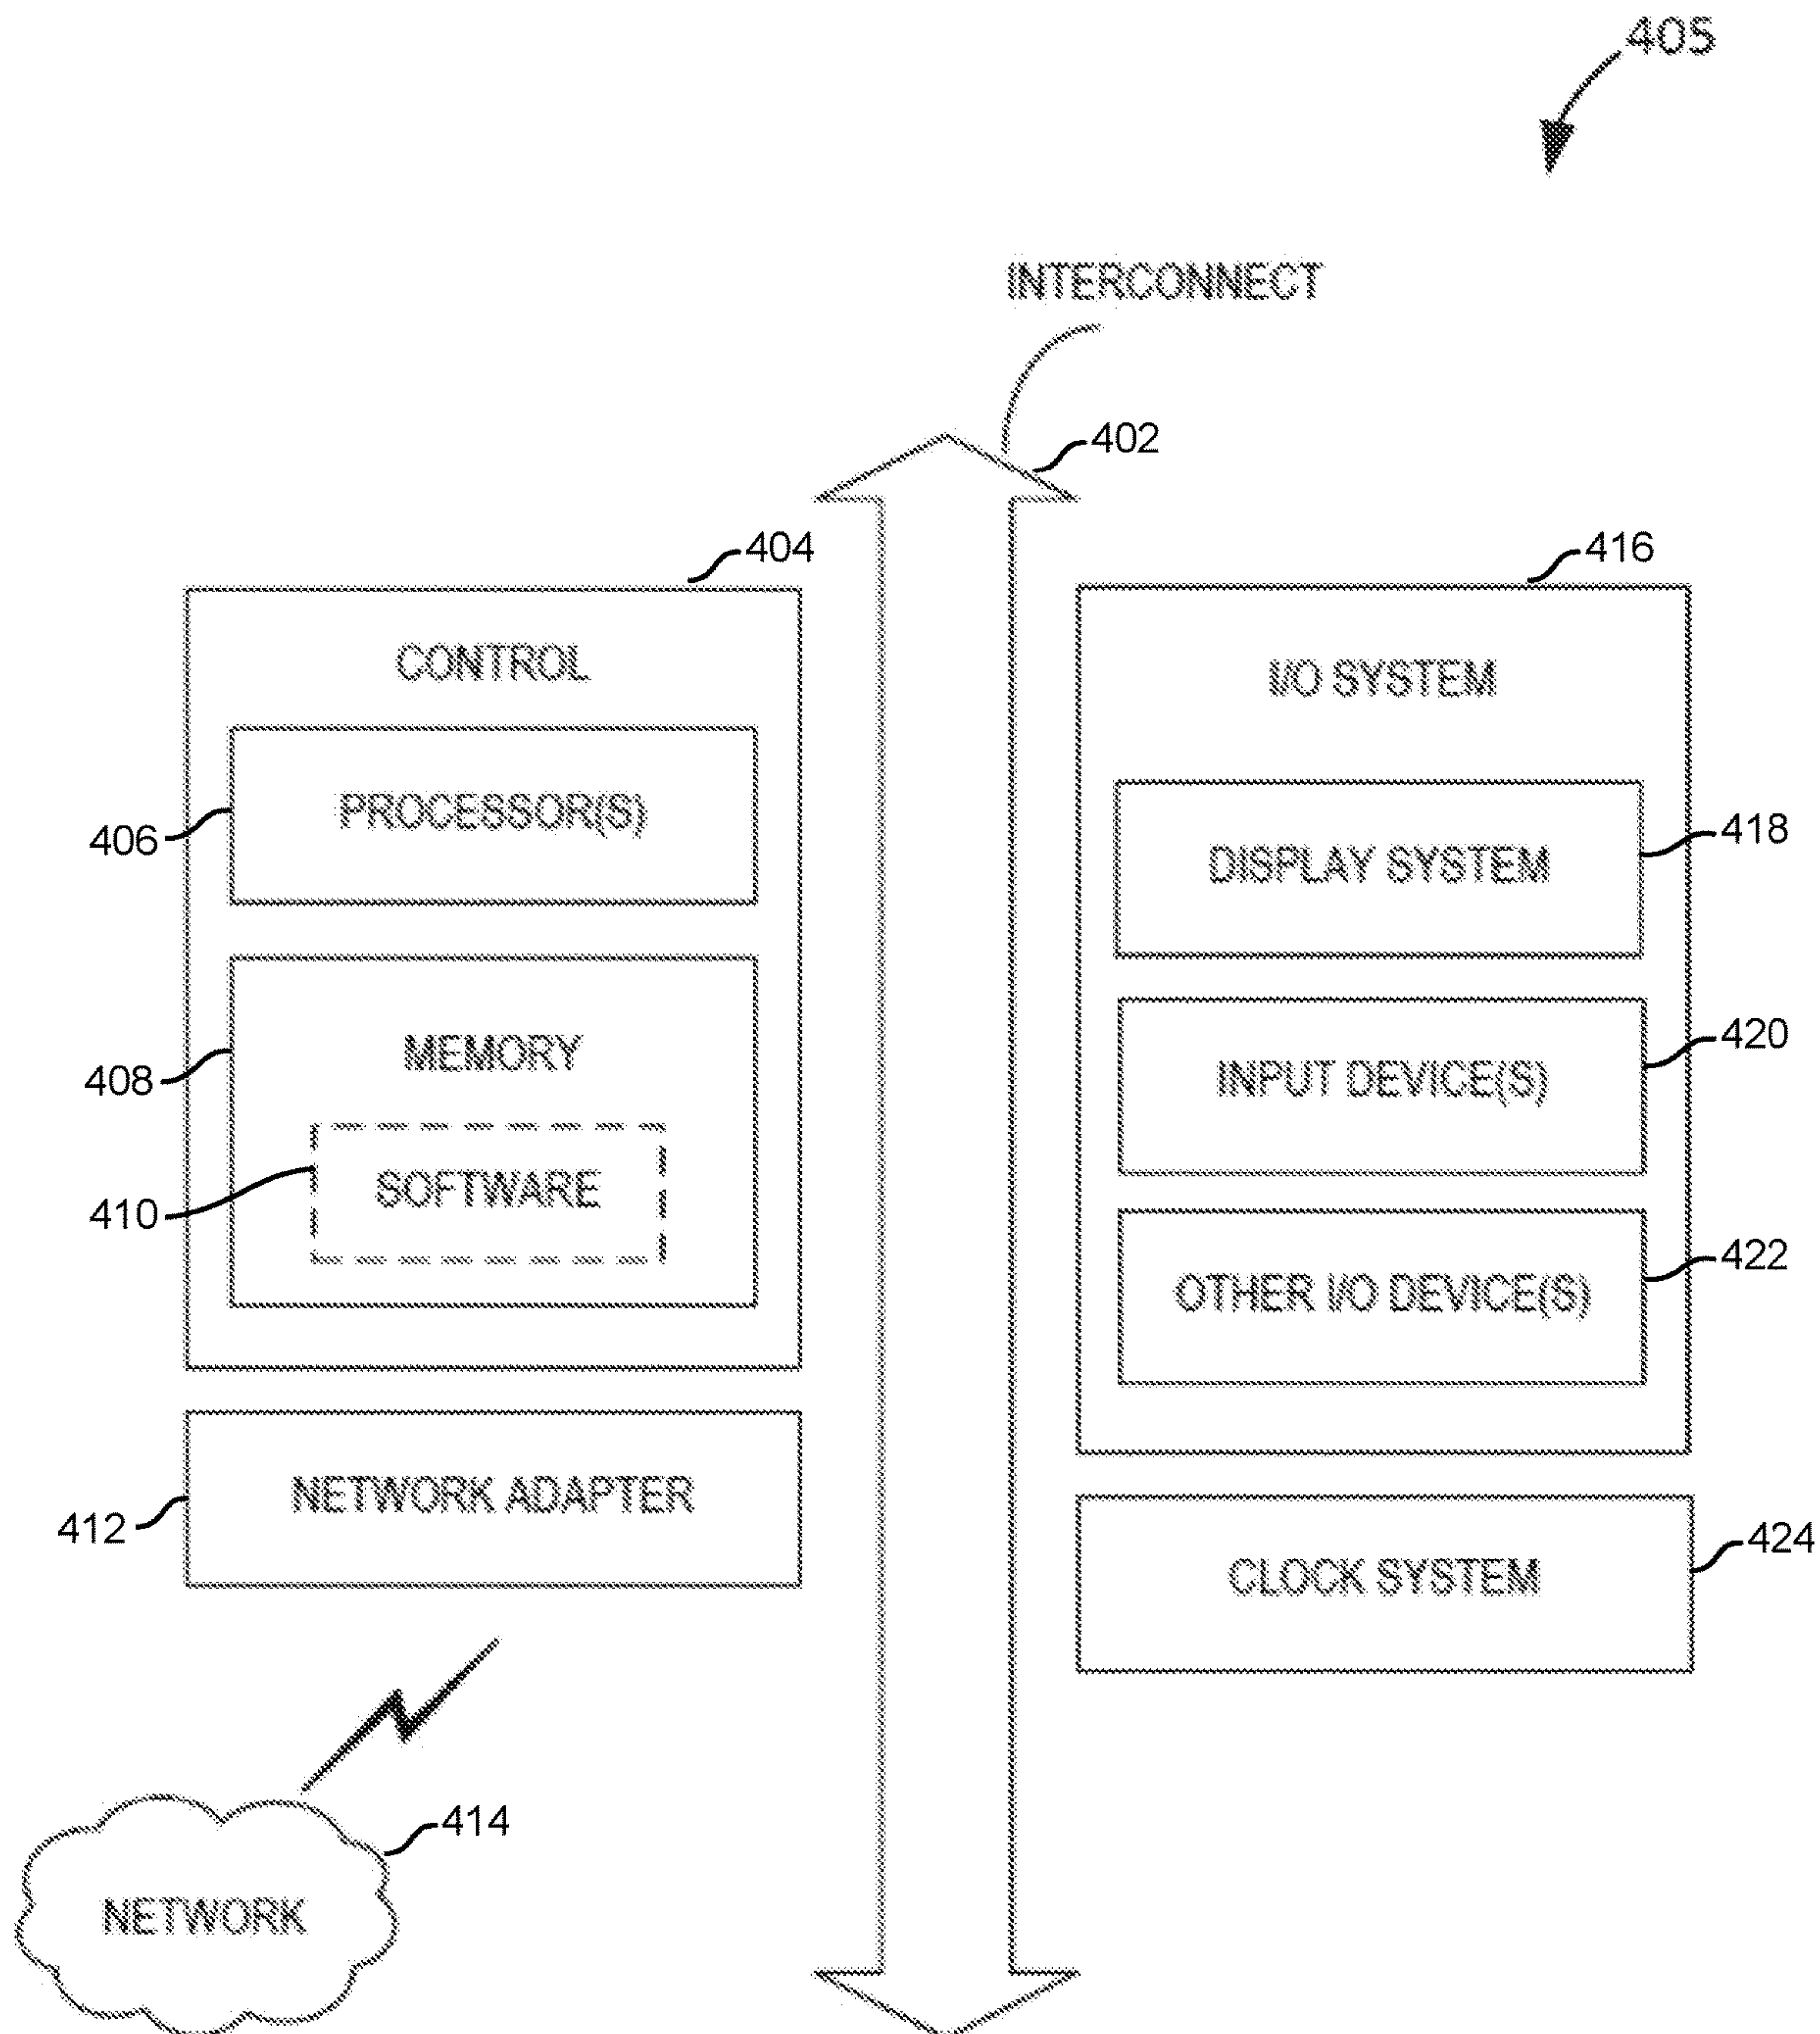 405
INTERCONNECT
402
404
CONTROL
PROCESSOR(S)
406
MEMORY
408
SOFTWARE
410
NETWORK ADAPTER
412
414
NETWORK
416
I/O SYSTEM
DISPLAY SYSTEM
418
INPUT DEVICE(S)
420
OTHER I/O DEVICE(S)
422
CLOCK SYSTEM
424